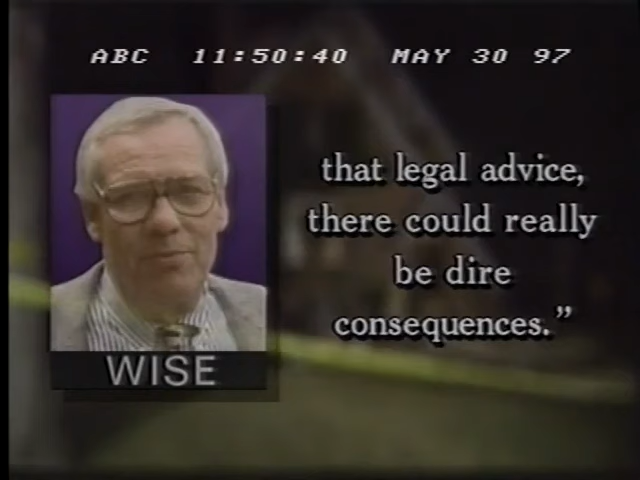 ABC 11:50:40 MAY 30 97
that legal advice,
there could really
be dire
consequences."
WISE